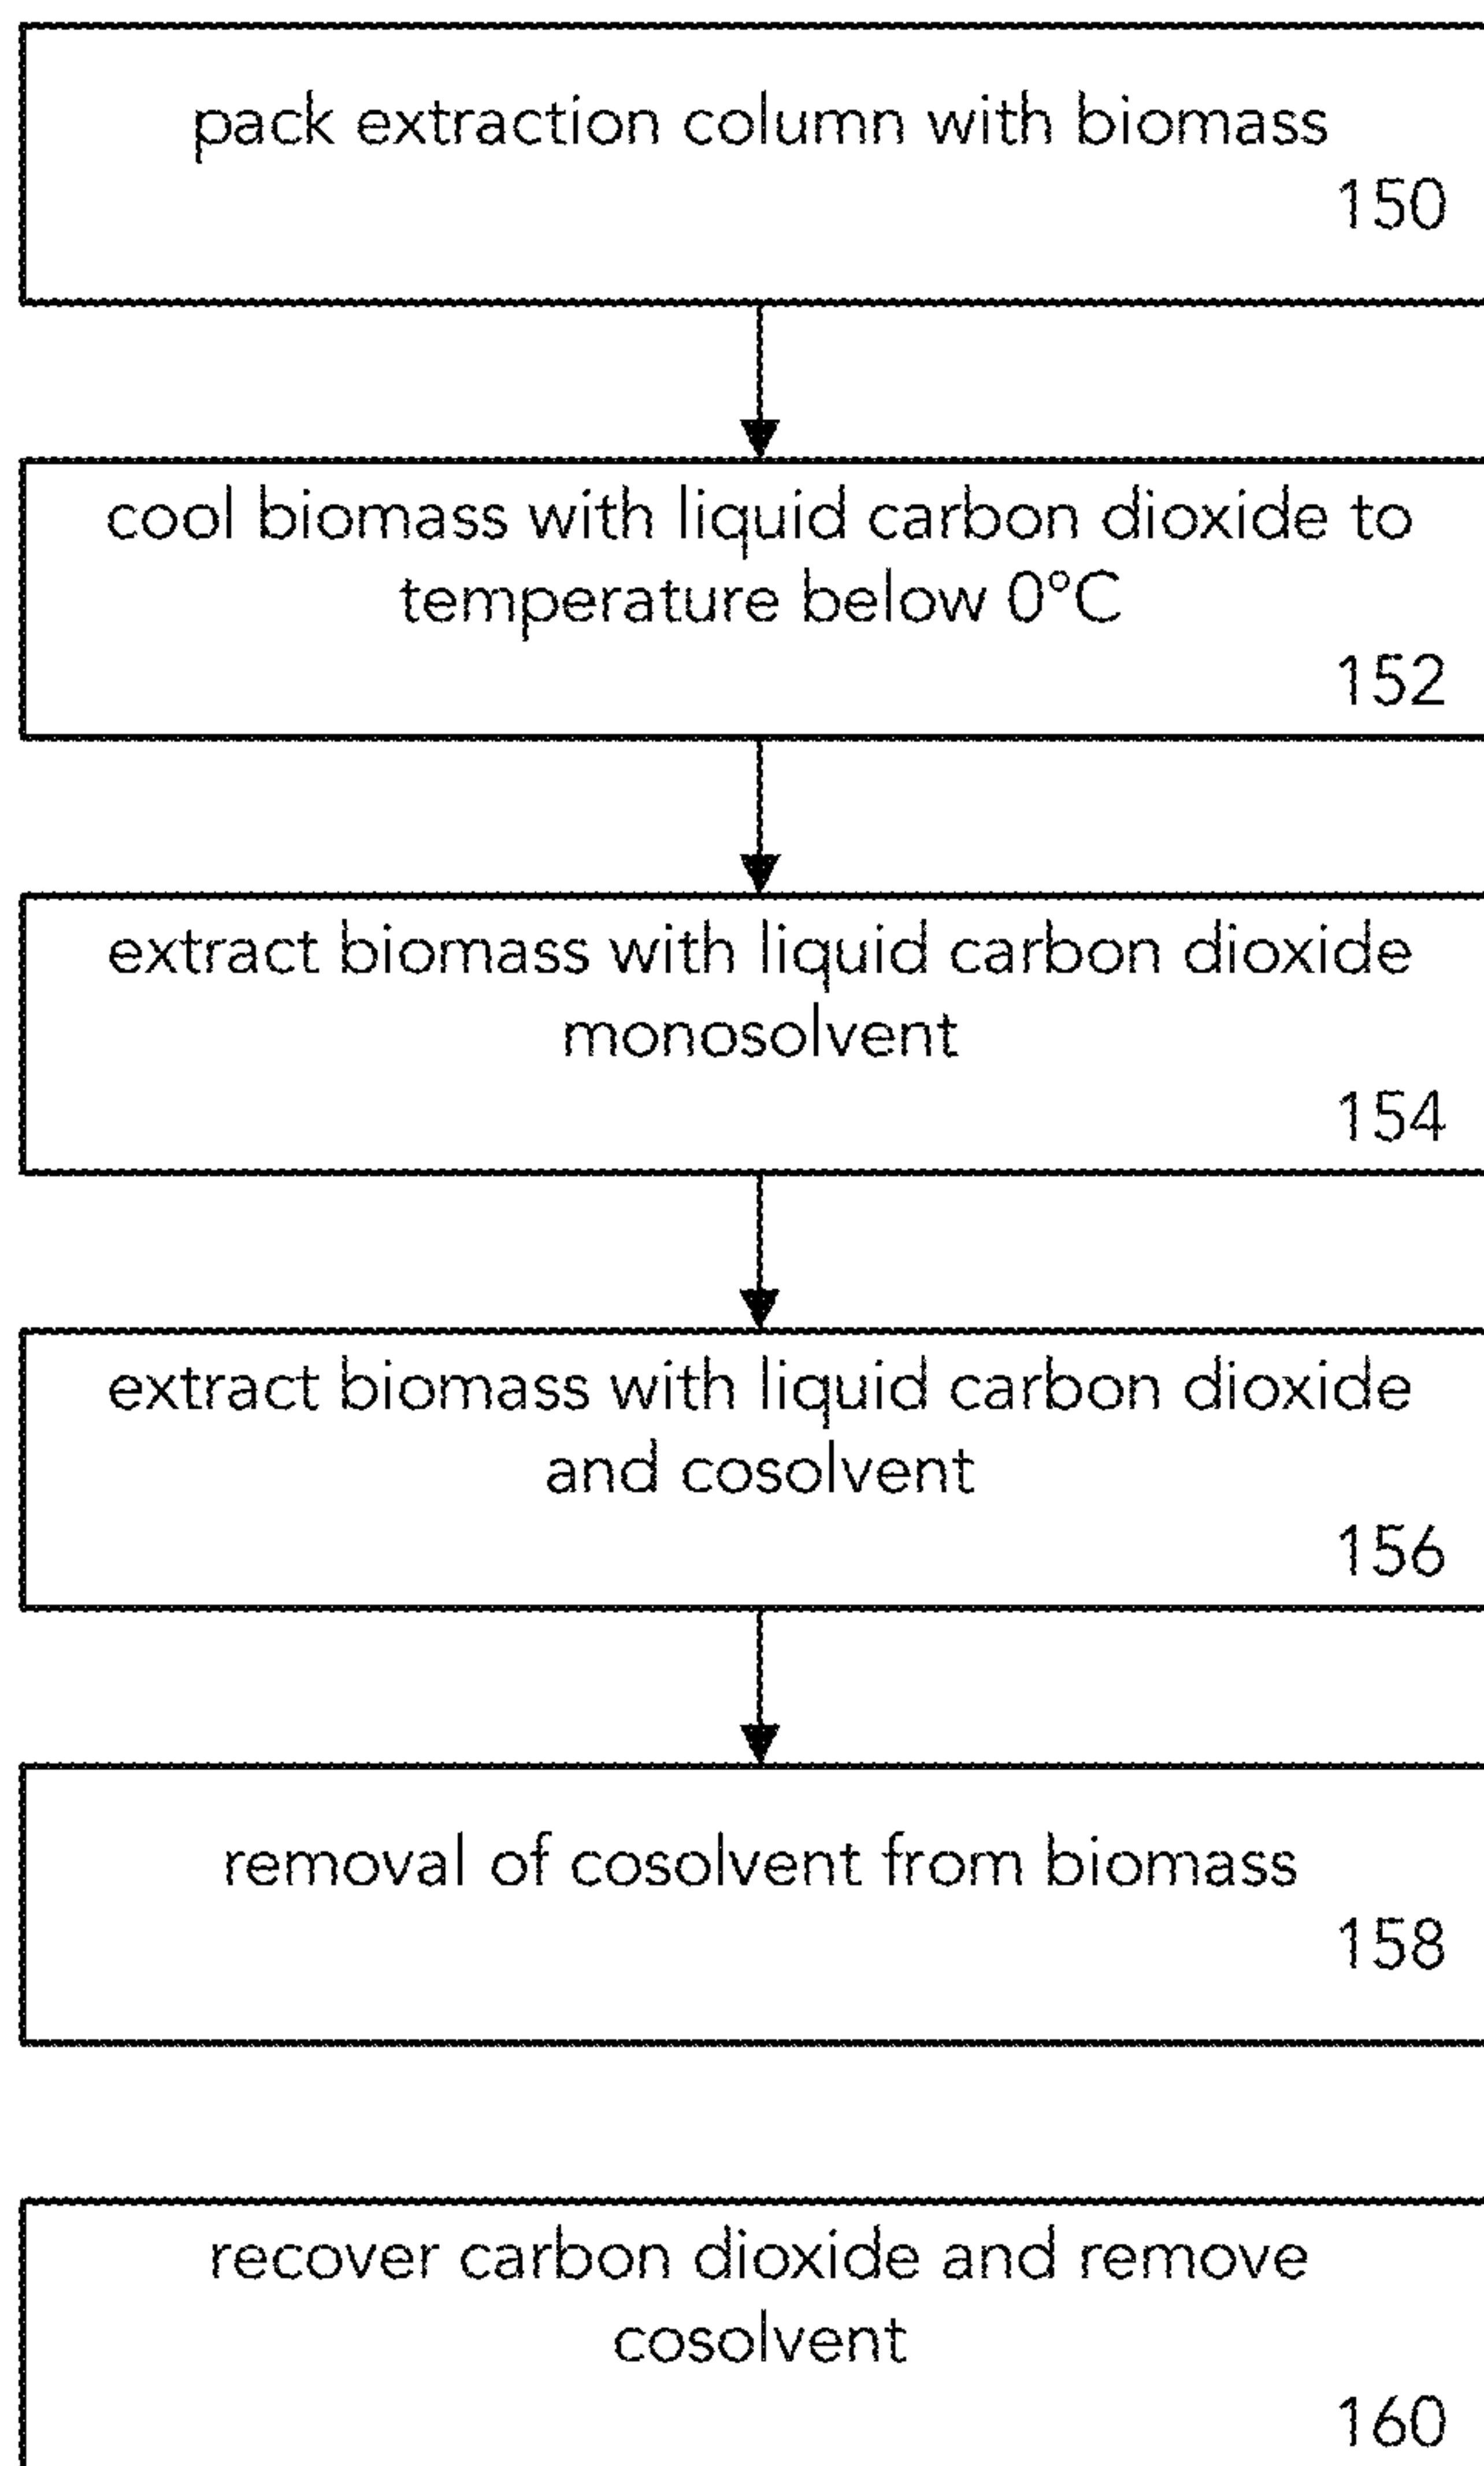 pack extraction column with biomass
150
cool biomass with liquid carbon dioxide to
temperature below 0°C
152
extract biomass with liquid carbon dioxide
monosolvent
154
extract biomass with liquid carbon dioxide
and cosolvent
156
removal of cosolvent from biomass
158
recover carbon dioxide and remove
cosolvent
160